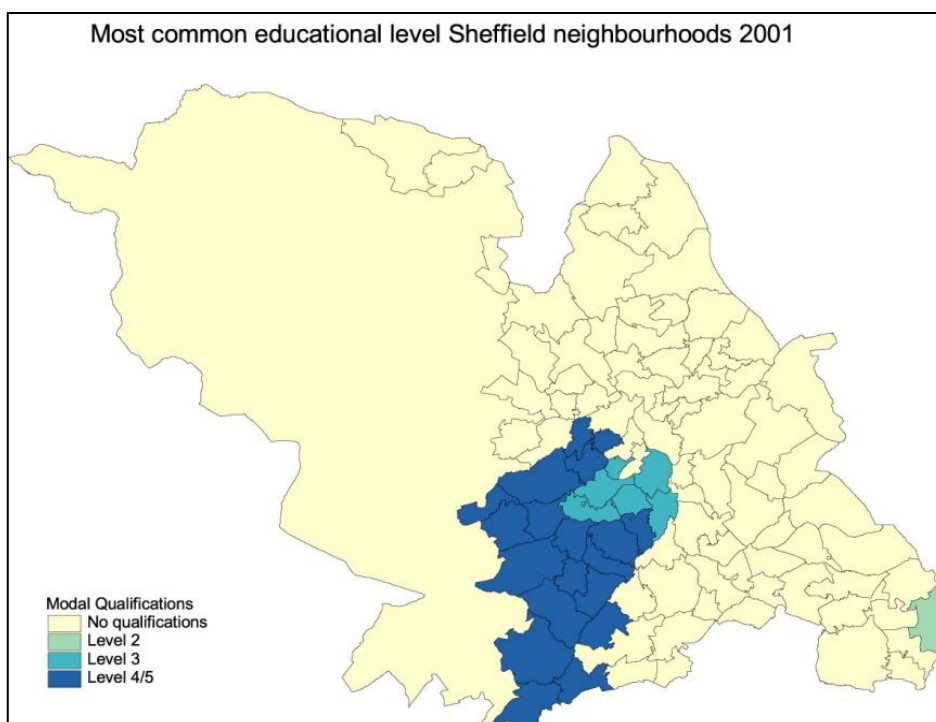 Most common educational level Sheffield neighbourhoods 2001
Modal Qualifications
No qualifications
Level 2
Level 3
Level 4/5